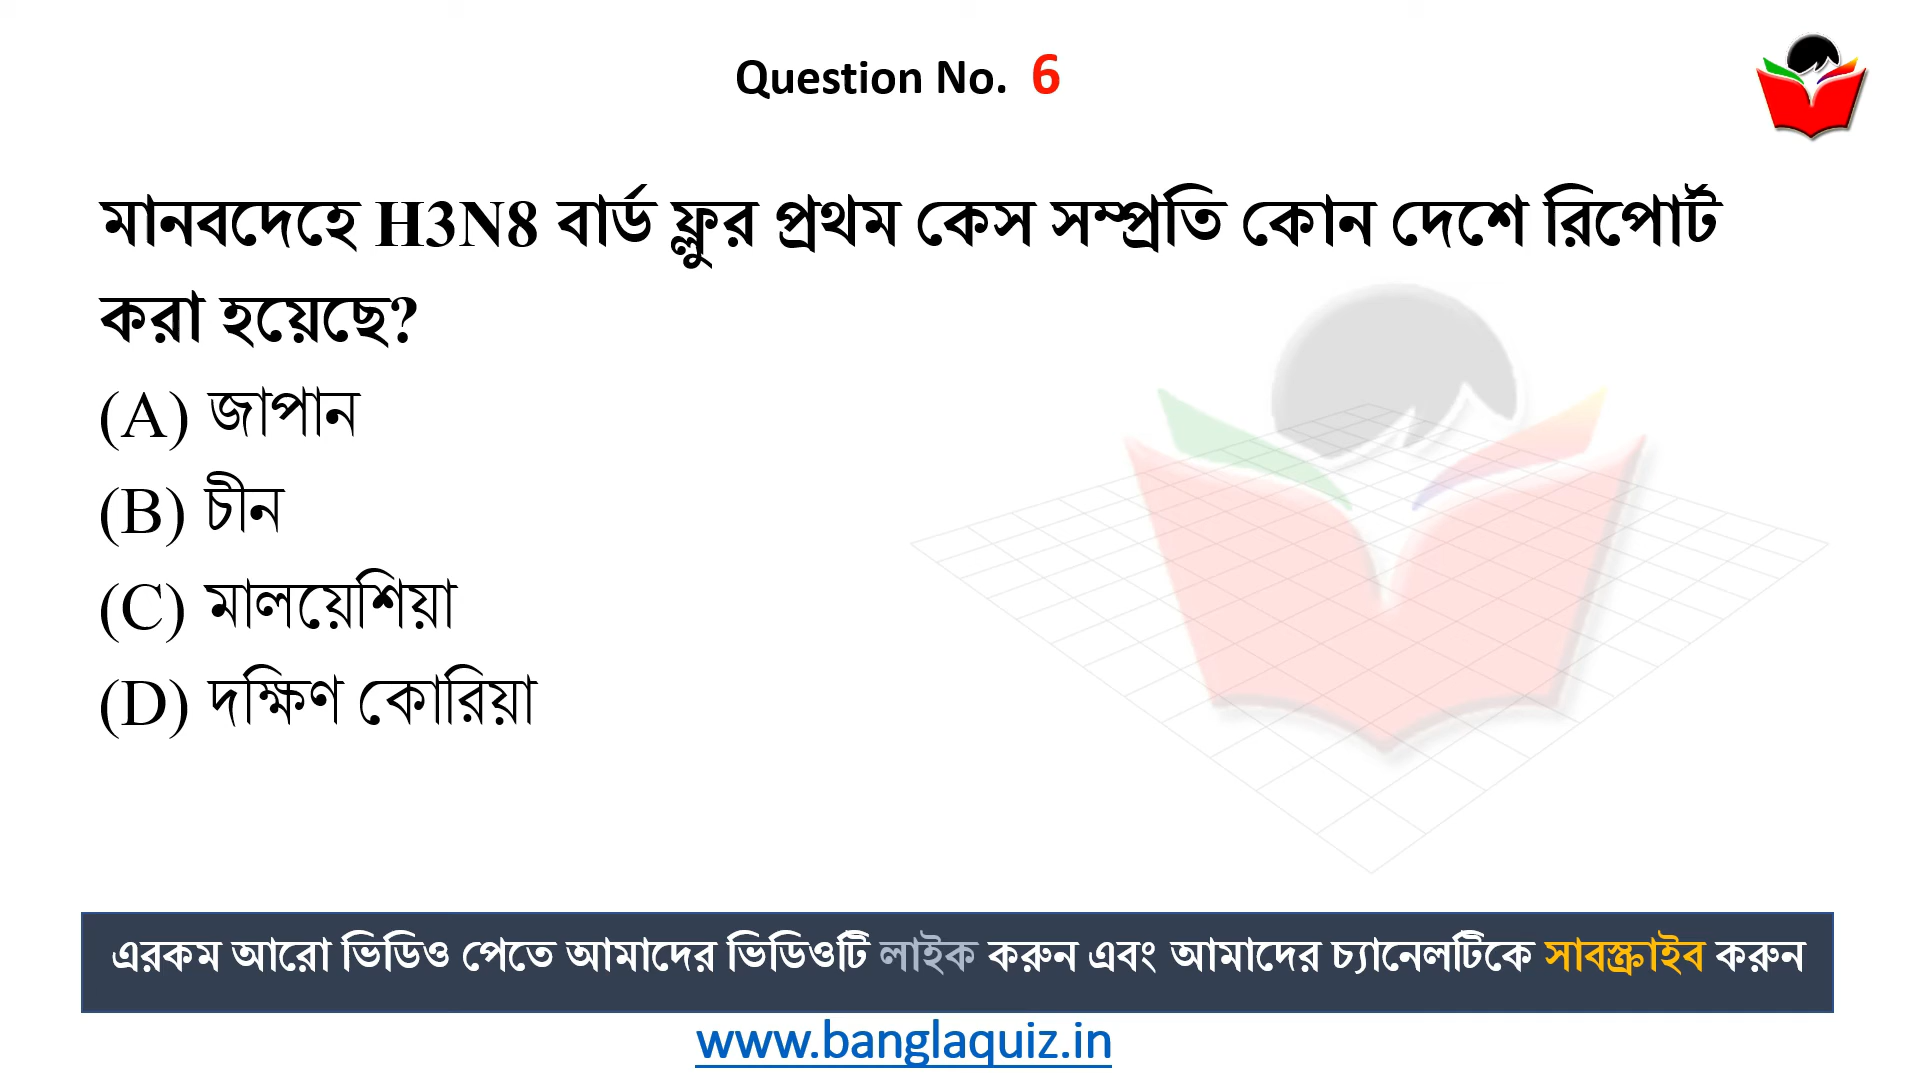 Question No. 6
মানবদেহে H3N8 বার্ড ফ্লুর প্রথম কেস সম্প্রতি কোন দেশে রিপোর্ট
করা হয়েছে?
(A) জাপান
(B) চীন
(C) মালয়েশিয়া
(D) দক্ষিণ কোরিয়া
এরকম আরো ভিডিও পেতে আমাদের ভিডিওটি লাইক করুন এবং আমাদের চ্যানেলটিকে সাবস্ক্রাইব করুন
www.banglaquiz.in